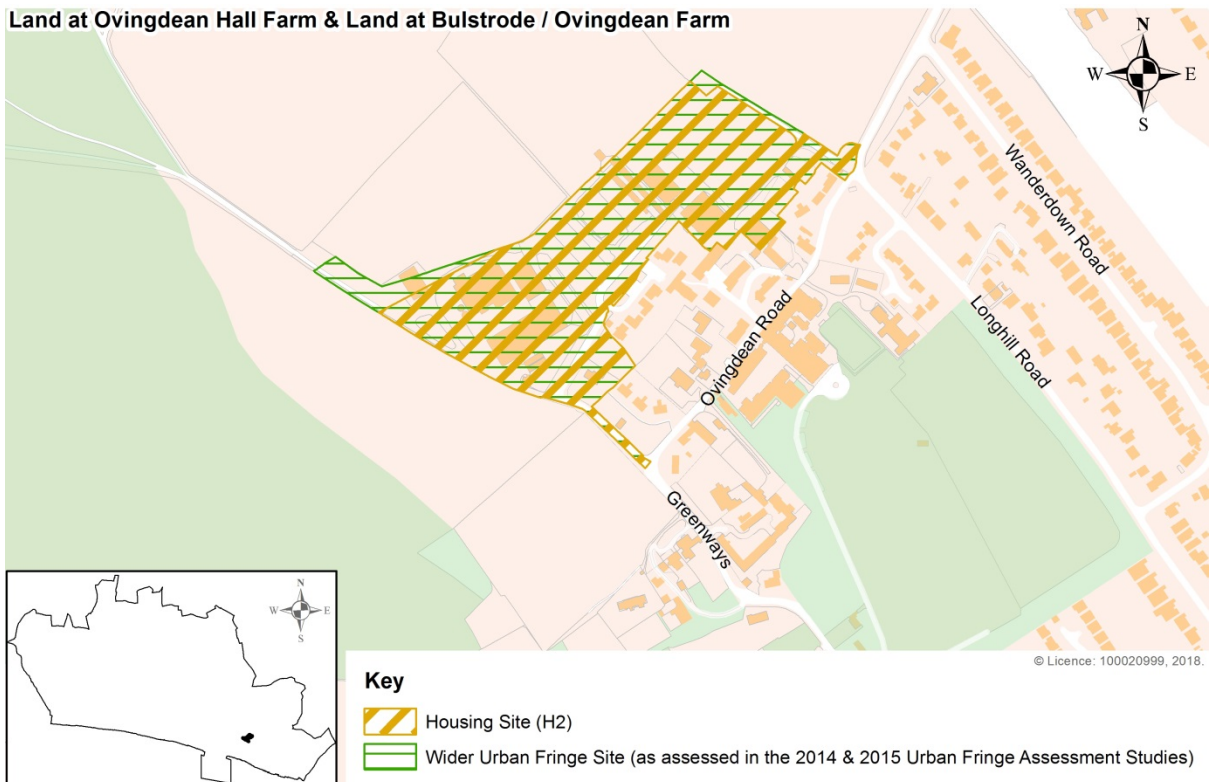 Land at Ovingdean Hall Farm & Land at Bulstrode / Ovingdean Farm
N
W E
S
Wanderdown Road
Longhill Road
Ovingdean Road
Greenways
N
W E
S
© Licence: 100020999, 2018.
Key
Housing Site (H2)
Wider Urban Fringe Site (as assessed in the 2014 & 2015 Urban Fringe Assessment Studies)